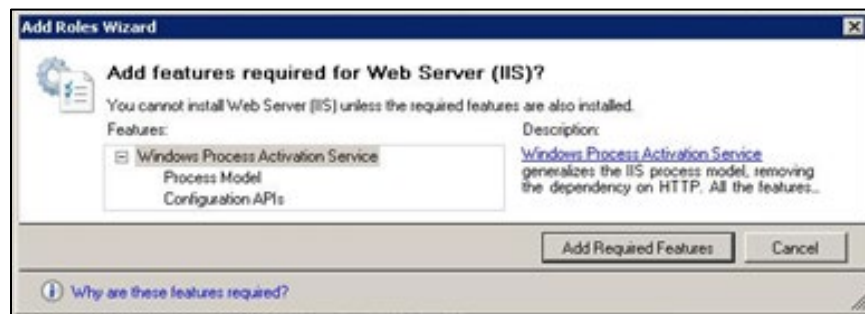 Add Roles Wizard
Add features required for Web Server (IIS)?
You cannot install Web Server (IIS) unless the required features are also installed.
Features:
Description:
Windows Process Activation Service
Process Model
Configuration APIs
Windows Process Activation Service
generalizes the IIS process model, removing
the dependency on HTTP. All the features...
Add Required Features
Cancel
Why are these features required?